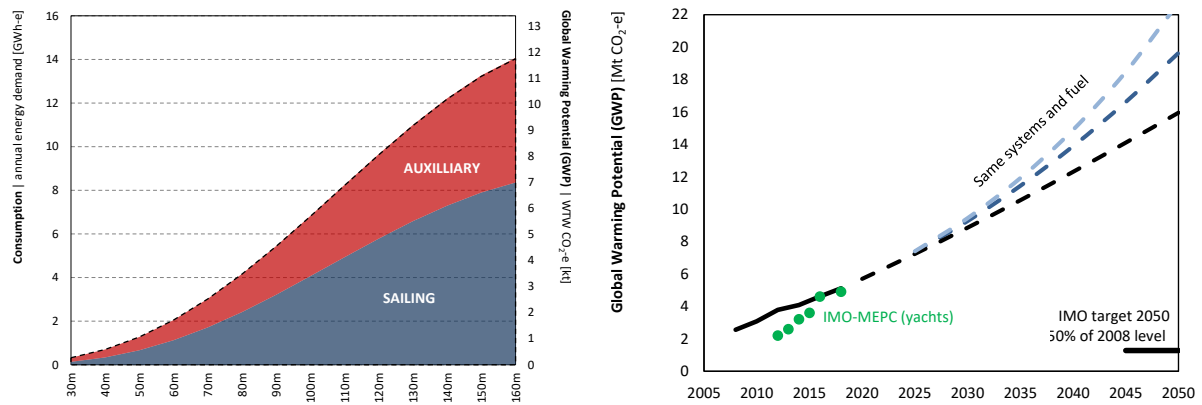 Consumption | annual energy demand [GWh-e]
16
14
12
10
8
6
4
2
0
AUXILLIARY
SAILING
30m
40m
50m
60m
70m
80m
90m
100m
110m
120m
130m
140m
150m
160m
13
12
11
10
9
8
7
6
5
4
3
2
1
0
Global Warming Potential (GWP) | WTW CO2-e [kt]
Global Warming Potential (GWP) [Mt CO2-e]
22
20
18
16
14
12
10
8
6
4
2
0
Same systems and fuel
IMO-MEPC (yachts)
IMO target 2050
50% of 2008 level
2005
2010
2015
2020
2025
2030
2035
2040
2045
2050